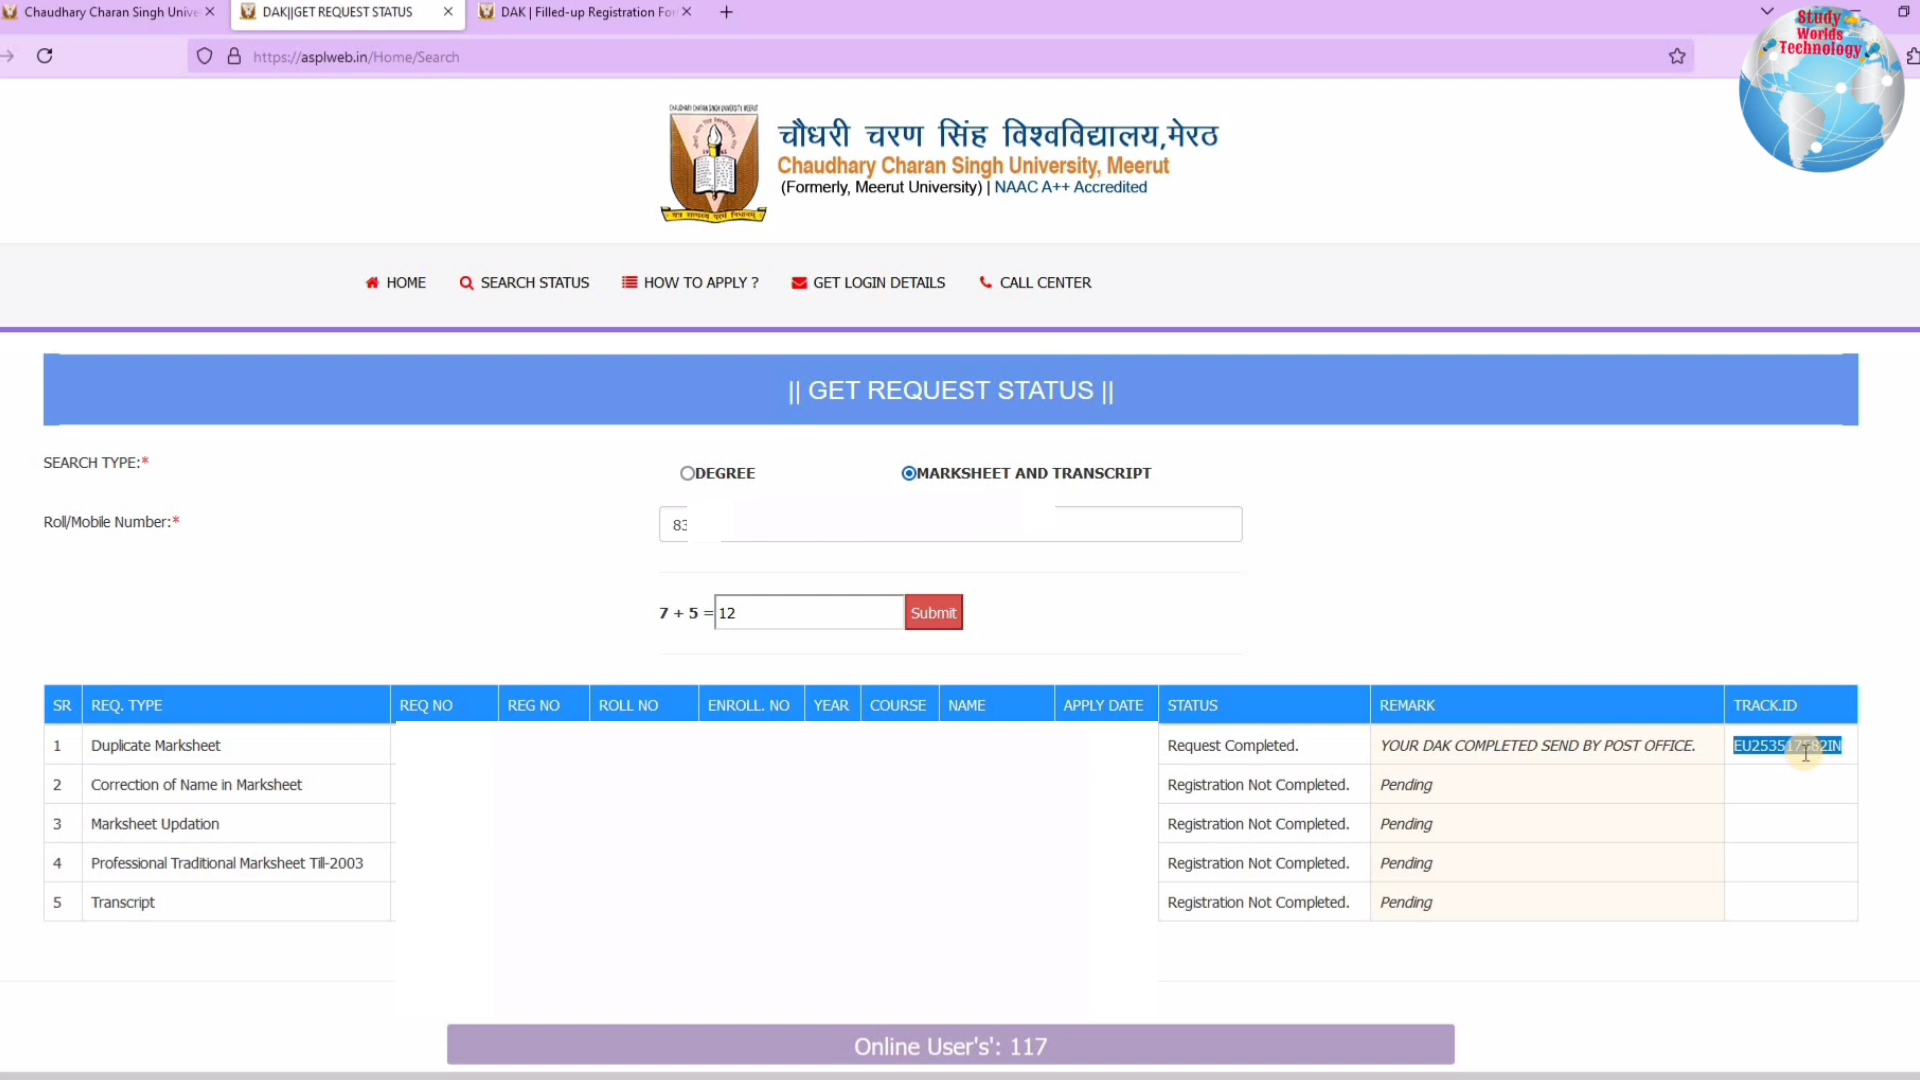 Chaudhary Charan Singh Unive
DAK||GET REQUEST STATUS
DAK | Filled-up Registration For
https://asplweb.in/Home/Search
Study
Worlds
Technology
CHAUDHARY CHARAN SINGH UNIVERSITY MEERUT
चौधरी चरण सिंह विश्वविद्यालय,मेरठ
Chaudhary Charan Singh University, Meerut
(Formerly, Meerut University) | NAAC A++ Accredited
HOME
SEARCH STATUS
HOW TO APPLY ?
GET LOGIN DETAILS
CALL CENTER
|| GET REQUEST STATUS ||
SEARCH TYPE:*
DEGREE
MARKSHEET AND TRANSCRIPT
Roll/Mobile Number:*
83
7 + 5 = 12 Submit
SR REQ. TYPE REQ NO REG NO ROLL NO ENROLL. NO YEAR COURSE NAME APPLY DATE STATUS REMARK TRACK.ID
1 Duplicate Marksheet Request Completed. YOUR DAK COMPLETED SEND BY POST OFFICE. EU253517582IN
2 Correction of Name in Marksheet Registration Not Completed. Pending
3 Marksheet Updation Registration Not Completed. Pending
4 Professional Traditional Marksheet Till-2003 Registration Not Completed. Pending
5 Transcript Registration Not Completed. Pending
Online User's': 117